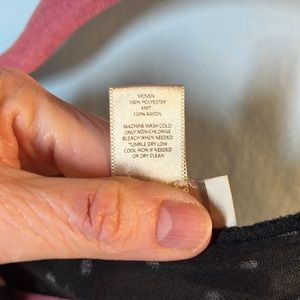 WOVEN
100% POLYESTER
KNIT
100% RAYON
MACHINE WASH COLD
ONLY NON-CHLORINE
BLEACH WHEN NEEDED
TUMBLE DRY LOW
COOL IRON IF NEEDED
OR DRY CLEAN